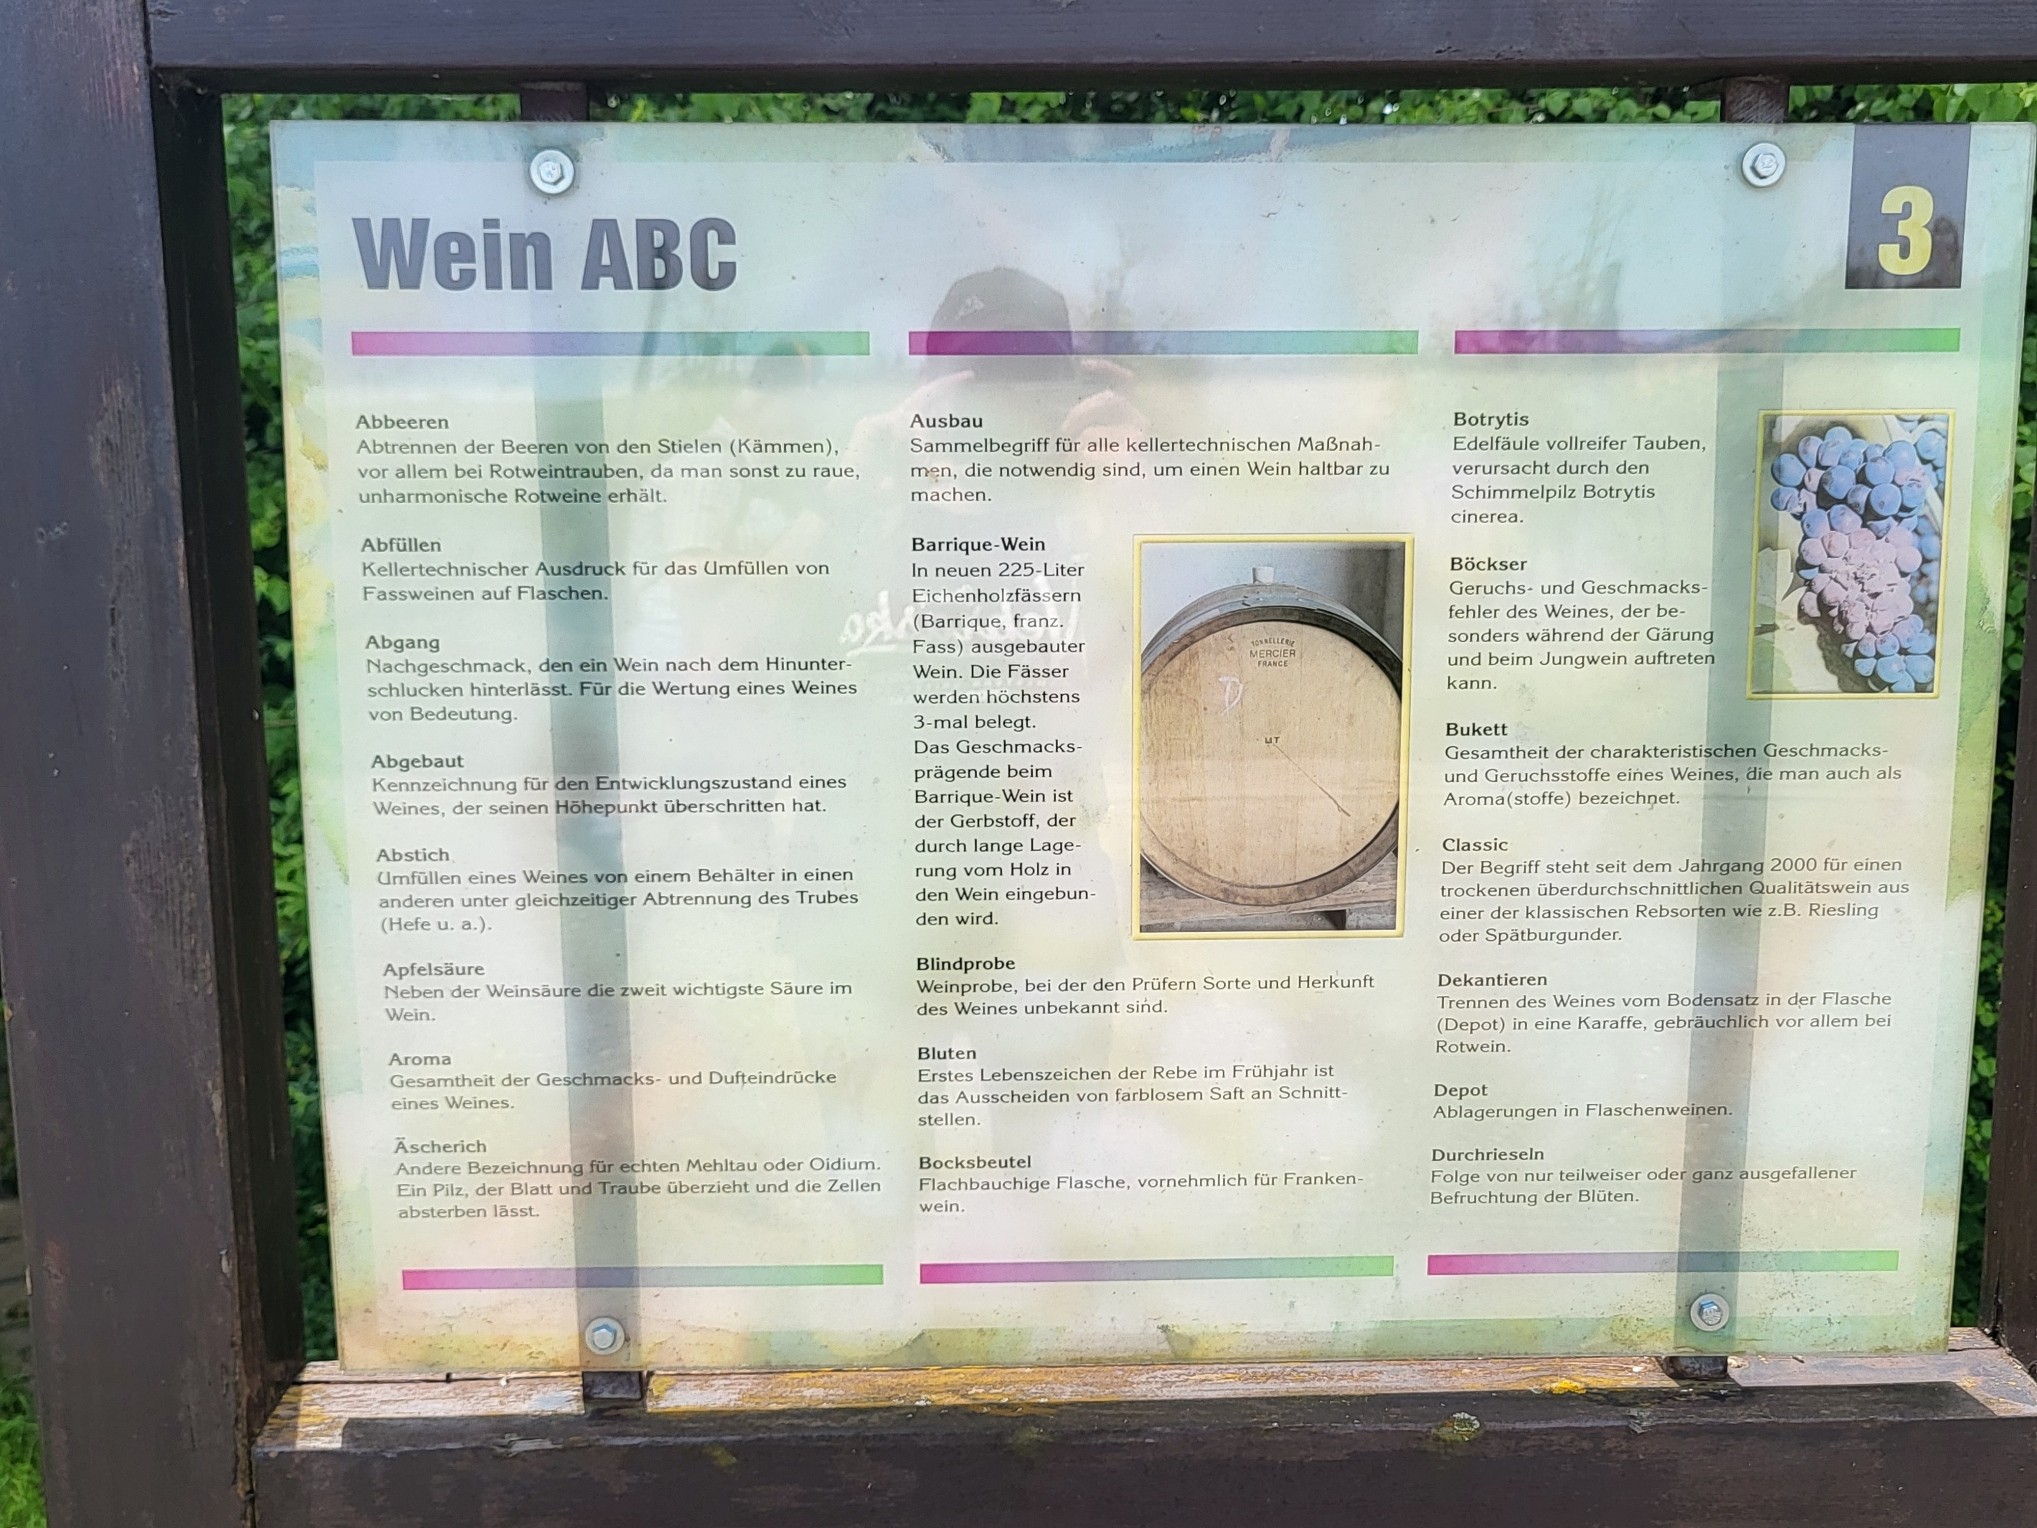 Wein ABC
3
Abbeeren
Abtrennen der Beeren von den Stielen (Kämmen),
vor allem bei Rotweintrauben, da man sonst zu raue,
unharmonische Rotweine erhält.
Abfüllen
Kellertechnischer Ausdruck für das Umfüllen von
Fassweinen auf Flaschen.
Abgang
Nachgeschmack, den ein Wein nach dem Hinunter-
schlucken hinterlässt. Für die Wertung eines Weines
von Bedeutung.
Abgebaut
Kennzeichnung für den Entwicklungszustand eines
Weines, der seinen Höhepunkt überschritten hat.
Abstich
Umfüllen eines Weines von einem Behälter in einen
anderen unter gleichzeitiger Abtrennung des Trubes
(Hefe u. a.).
Apfelsäure
Neben der Weinsäure die zweit wichtigste Säure im
Wein.
Aroma
Gesamtheit der Geschmacks- und Dufteindrücke
eines Weines.
Äscherich
Andere Bezeichnung für echten Mehltau oder Oidium.
Ein Pilz, der Blatt und Traube überzieht und die Zellen
absterben lässt.
Ausbau
Sammelbegriff für alle kellertechnischen Maßnah-
men, die notwendig sind, um einen Wein haltbar zu
machen.
Barrique-Wein
In neuen 225-Liter
Eichenholzfässern
(Barrique, franz.
Fass) ausgebauter
Wein. Die Fässer
werden höchstens
3-mal belegt.
Das Geschmacks-
prägende beim
Barrique-Wein ist
der Gerbstoff, der
durch lange Lage-
rung vom Holz in
den Wein eingebun-
den wird.
TONNELLERIE
MERCIER
FRANCE
Blindprobe
Weinprobe, bei der den Prüfern Sorte und Herkunft
des Weines unbekannt sind.
Bluten
Erstes Lebenszeichen der Rebe im Frühjahr ist
das Ausscheiden von farblosem Saft an Schnitt-
stellen.
Bocksbeutel
Flachbauchige Flasche, vornehmlich für Franken-
wein.
Botrytis
Edelfäule vollreifer Tauben,
verursacht durch den
Schimmelpilz Botrytis
cinerea.
Böckser
Geruchs- und Geschmacks-
fehler des Weines, der be-
sonders während der Gärung
und beim Jungwein auftreten
kann.
Bukett
Gesamtheit der charakteristischen Geschmacks-
und Geruchsstoffe eines Weines, die man auch als
Aroma(stoffe) bezeichnet.
Classic
Der Begriff steht seit dem Jahrgang 2000 für einen
trockenen überdurchschnittlichen Qualitätswein aus
einer der klassischen Rebsorten wie z.B. Riesling
oder Spätburgunder.
Dekantieren
Trennen des Weines vom Bodensatz in der Flasche
(Depot) in eine Karaffe, gebräuchlich vor allem bei
Rotwein.
Depot
Ablagerungen in Flaschenweinen.
Durchrieseln
Folge von nur teilweiser oder ganz ausgefallener
Befruchtung der Blüten.